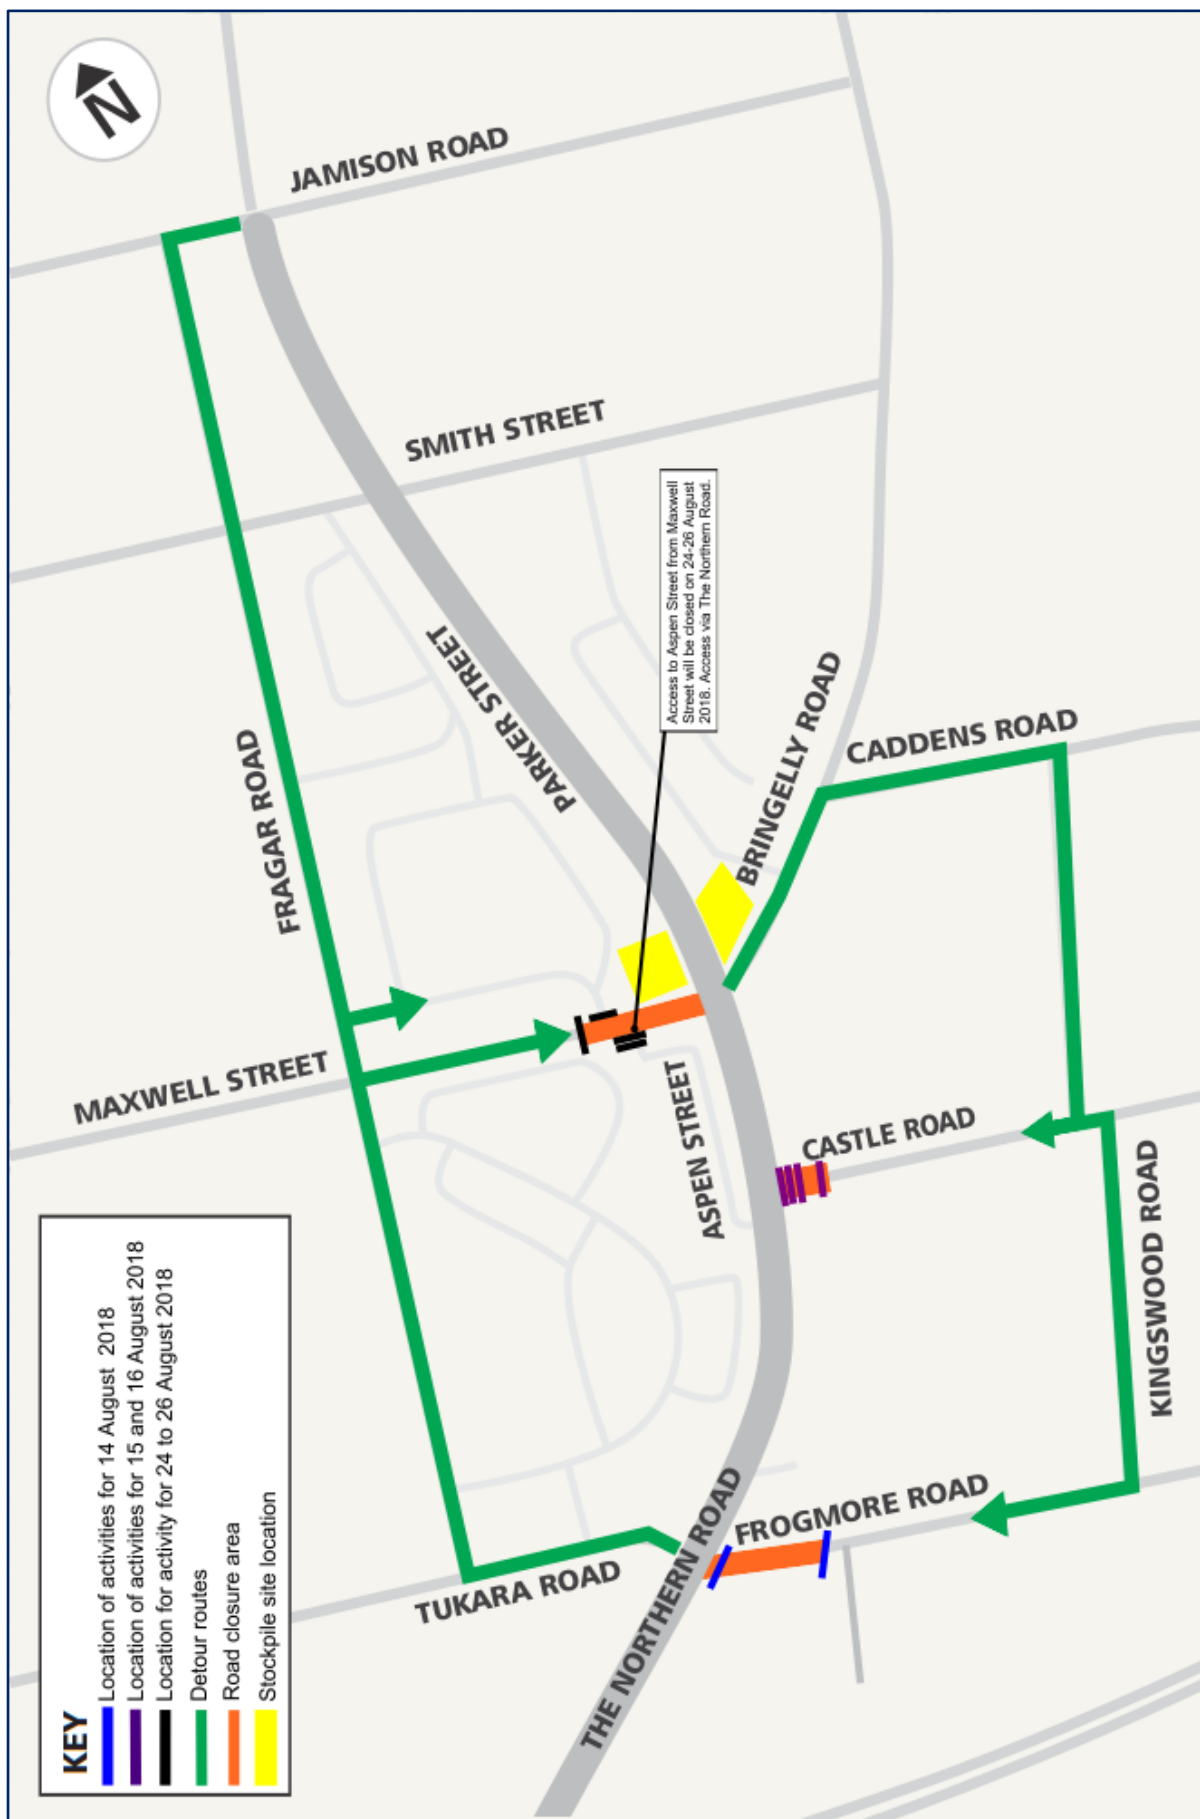 N
JAMISON ROAD
SMITH STREET
Access to Aspen Street from Maxwell
Street will be closed on 24-26 August
2018. Access via The Northern Road.
PARKER STREET
FRAGAR ROAD
BRINGELLY ROAD
CADDENS ROAD
MAXWELL STREET
ASPEN STREET
CASTLE ROAD
KINGSWOOD ROAD
FROGMORE ROAD
TUKARA ROAD
THE NORTHERN ROAD
KEY
Location of activities for 14 August 2018
Location of activities for 15 and 16 August 2018
Location for activity for 24 to 26 August 2018
Detour routes
Road closure area
Stockpile site location